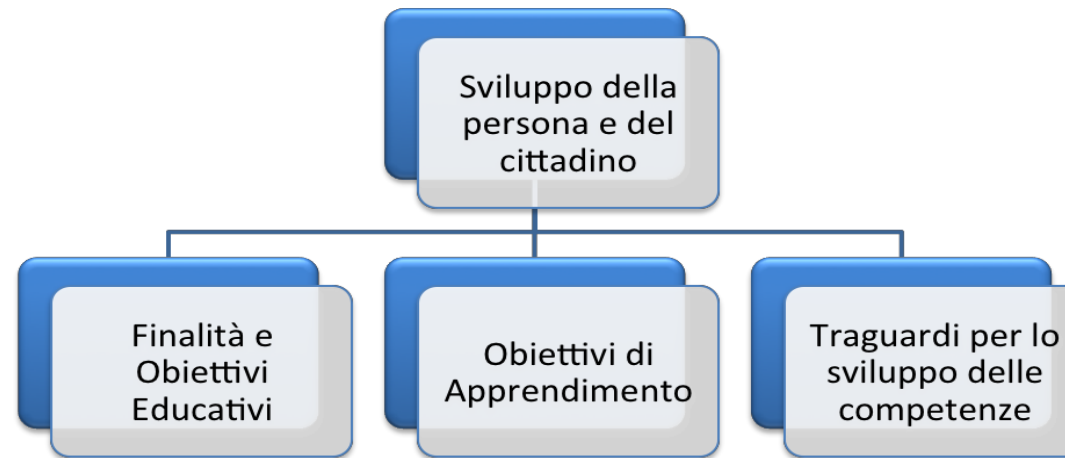 Sviluppo della
persona e del
cittadino
Finalità e
Obiettivi
Educativi
Obiettivi di
Apprendimento
Traguardi per lo
sviluppo delle
competenze